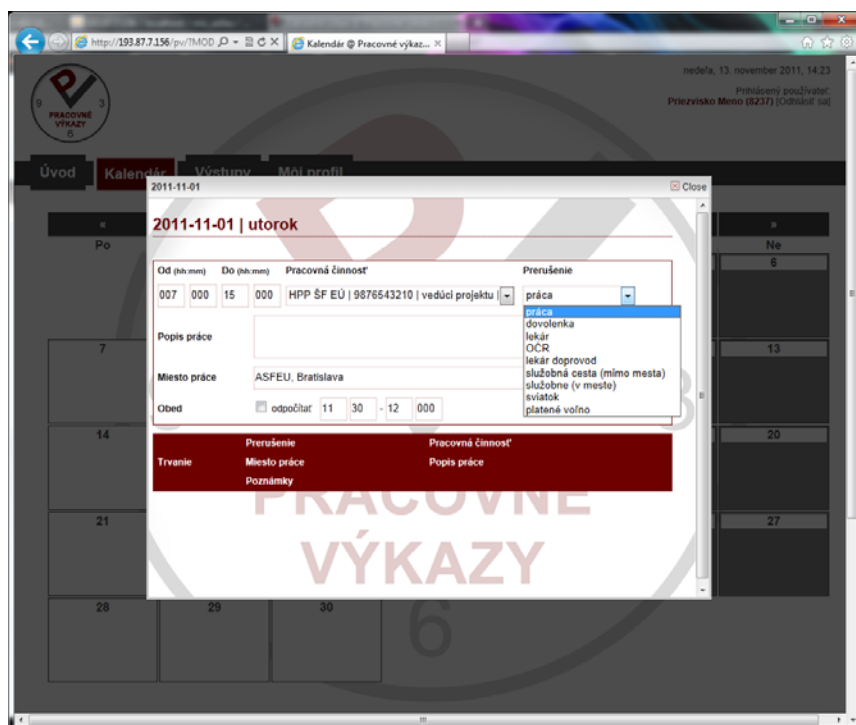 http://193.87.7.156/pv/?MOD
Kalendár @ Pracovné výkaz...
nedeľa, 13. november 2011, 14:23
Prihlásený používateľ:
Priezvisko Meno (8237) [Odhlásiť sa]
9 3
PRACOVNÉ
VÝKAZY
6
Úvod Kalendár Výstupy Môj profil
2011-11-01 Close
2011-11-01 | utorok
« »
Po Ne
Od (hh:mm) Do (hh:mm) Pracovná činnosť Prerušenie
007 000 15 000 HPP ŠF EÚ | 9876543210 | vedúci projektu | práca
práca
dovolenka
lekár
OČR
lekár doprovod
služobná cesta (mimo mesta)
služobne (v meste)
sviatok
platené voľno
Popis práce
Miesto práce ASFEU, Bratislava
Obed odpočítať 11 30 - 12 000
Prerušenie Pracovná činnosť
Trvanie Miesto práce Popis práce
Poznámky
PRACOVNÉ
VÝKAZY
6
3
6
7 13
14 20
21 27
28 29 30